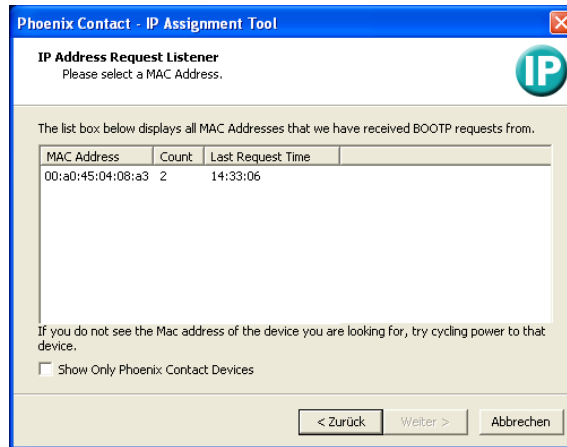 Phoenix Contact - IP Assignment Tool
IP Address Request Listener
Please select a MAC Address.
IP
The list box below displays all MAC Addresses that we have received BOOTP requests from.
MAC Address Count Last Request Time
00:a0:45:04:08:a3 2 14:33:06
If you do not see the Mac address of the device you are looking for, try cycling power to that
device.
Show Only Phoenix Contact Devices
< Zurück Weiter > Abbrechen